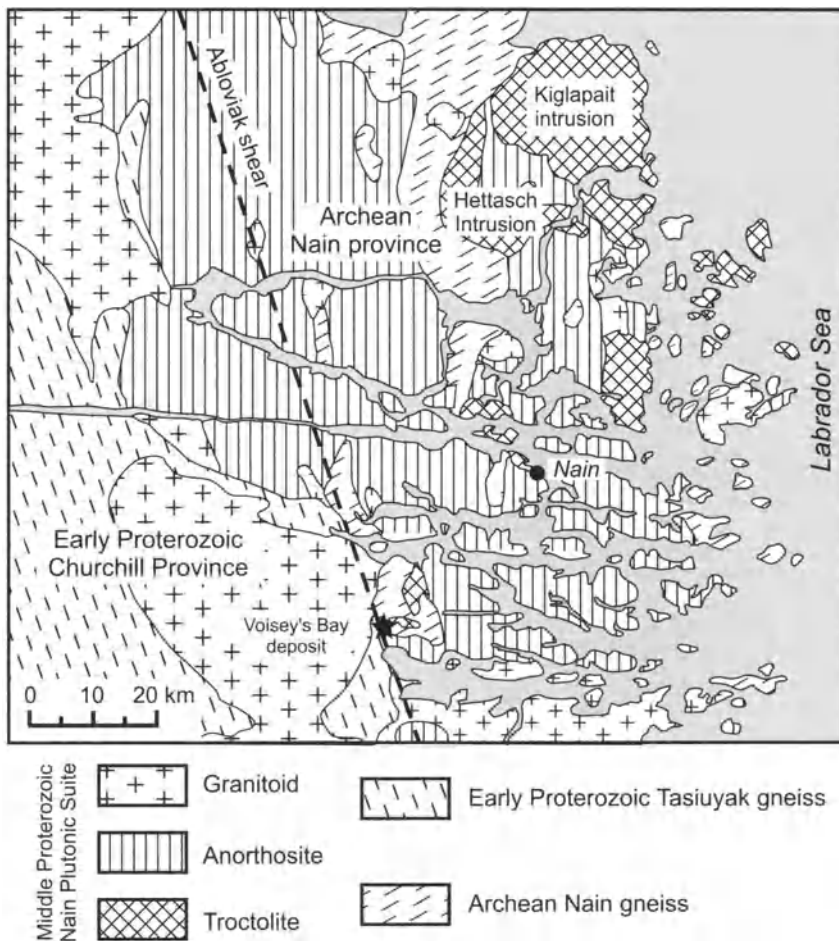 Abloviak shear
Kiglapait
intrusion
Hettasch
Intrusion
Archean
Nain province
Labrador Sea
Nain
Early Proterozoic
Churchill Province
Voisey's Bay
deposit
0 10 20 km
Middle Proterozoic
Nain Plutonic Suite
Granitoid
Anorthosite
Troctolite
Early Proterozoic Tasiuyak gneiss
Archean Nain gneiss